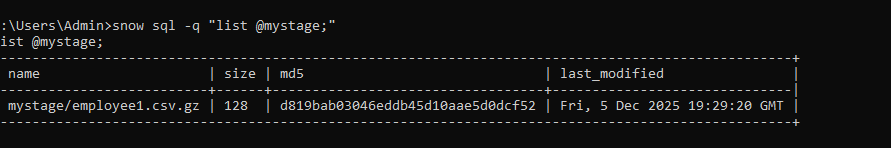 :\Users\Admin>snow sql -q "list @mystage;"
ist @mystage;
--------------------------------------------------------------------------------------------------+
 name                     | size | md5                              | last_modified                |
--------------------------+------+----------------------------------+------------------------------|
 mystage/employee1.csv.gz | 128  | d819bab03046eddb45d10aae5d0dcf52 | Fri, 5 Dec 2025 19:29:20 GMT |
--------------------------------------------------------------------------------------------------+